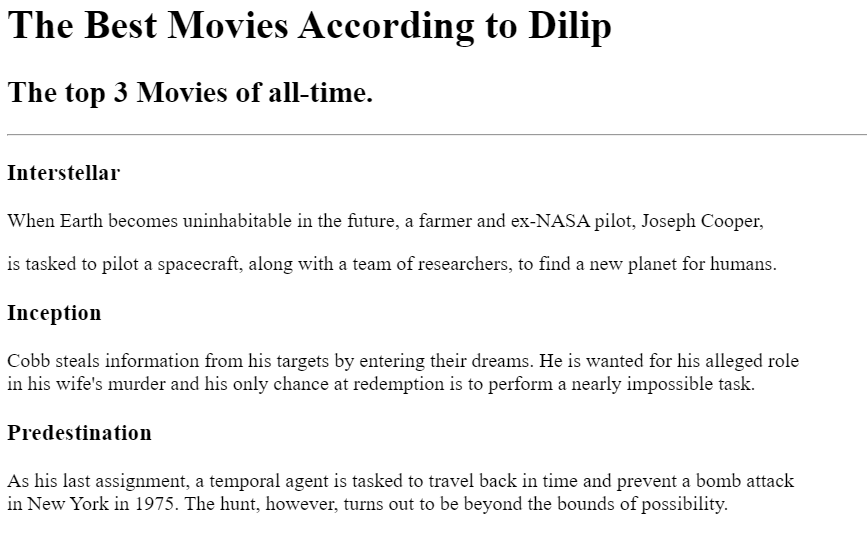 The Best Movies According to Dilip
The top 3 Movies of all-time.
Interstellar
When Earth becomes uninhabitable in the future, a farmer and ex-NASA pilot, Joseph Cooper,
is tasked to pilot a spacecraft, along with a team of researchers, to find a new planet for humans.
Inception
Cobb steals information from his targets by entering their dreams. He is wanted for his alleged role
in his wife's murder and his only chance at redemption is to perform a nearly impossible task.
Predestination
As his last assignment, a temporal agent is tasked to travel back in time and prevent a bomb attack
in New York in 1975. The hunt, however, turns out to be beyond the bounds of possibility.